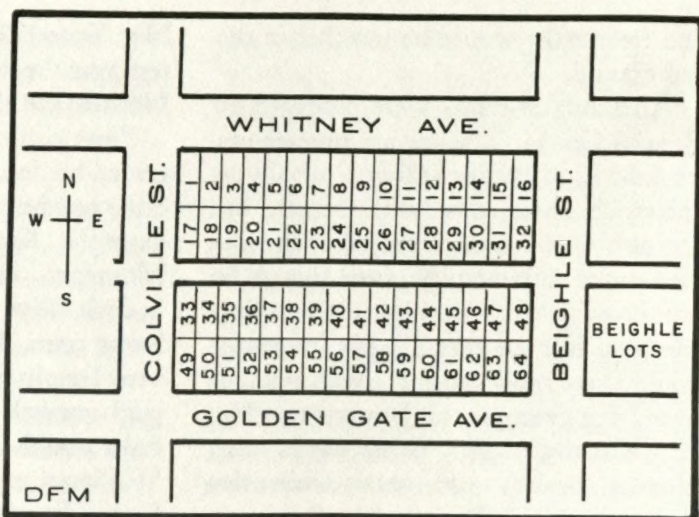 WHITNEY AVE.
N
W
S
COLVILLE ST.
1 2 3 4 5 6 7 8 9 10 11 12 13 14 15 16
17 18 19 20 21 22 23 24 25 26 27 28 29 30 31 32
33 34 35 36 37 38 39 40 41 42 43 44 45 46 47 48
49 50 51 52 53 54 55 56 57 58 59 60 61 62 63 64
BEIGHLE ST.
BEIGHLE
LOTS
GOLDEN GATE AVE.
DFM